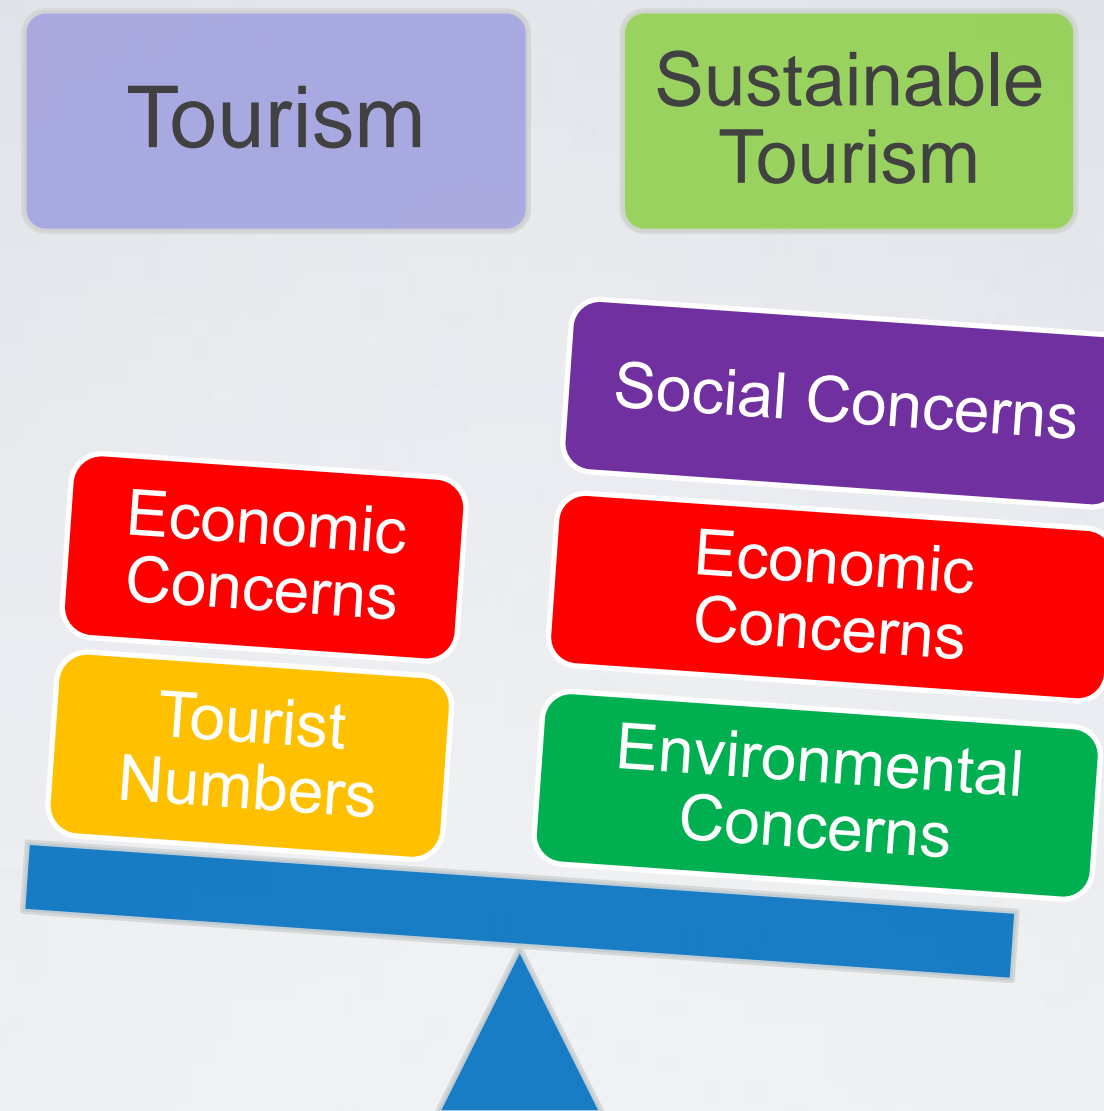 Tourism
Sustainable
Tourism
Social Concerns
Economic
Concerns
Economic
Concerns
Tourist
Numbers
Environmental
Concerns